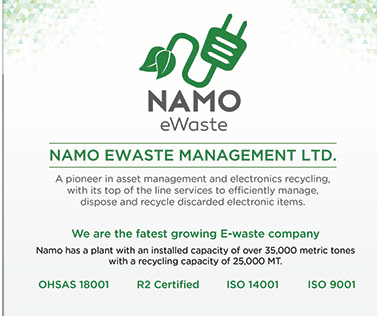 NAMO
eWaste
NAMO EWASTE MANAGEMENT LTD.
A pioneer in asset management and electronics recycling,
with its top of the line services to efficiently manage,
dispose and recycle discarded electronic items.
We are the fatest growing E-waste company
Namo has a plant with an installed capacity of over 35,000 metric tones
with a recycling capacity of 25,000 MT.
OHSAS 18001 R2 Certified ISO 14001 ISO 9001